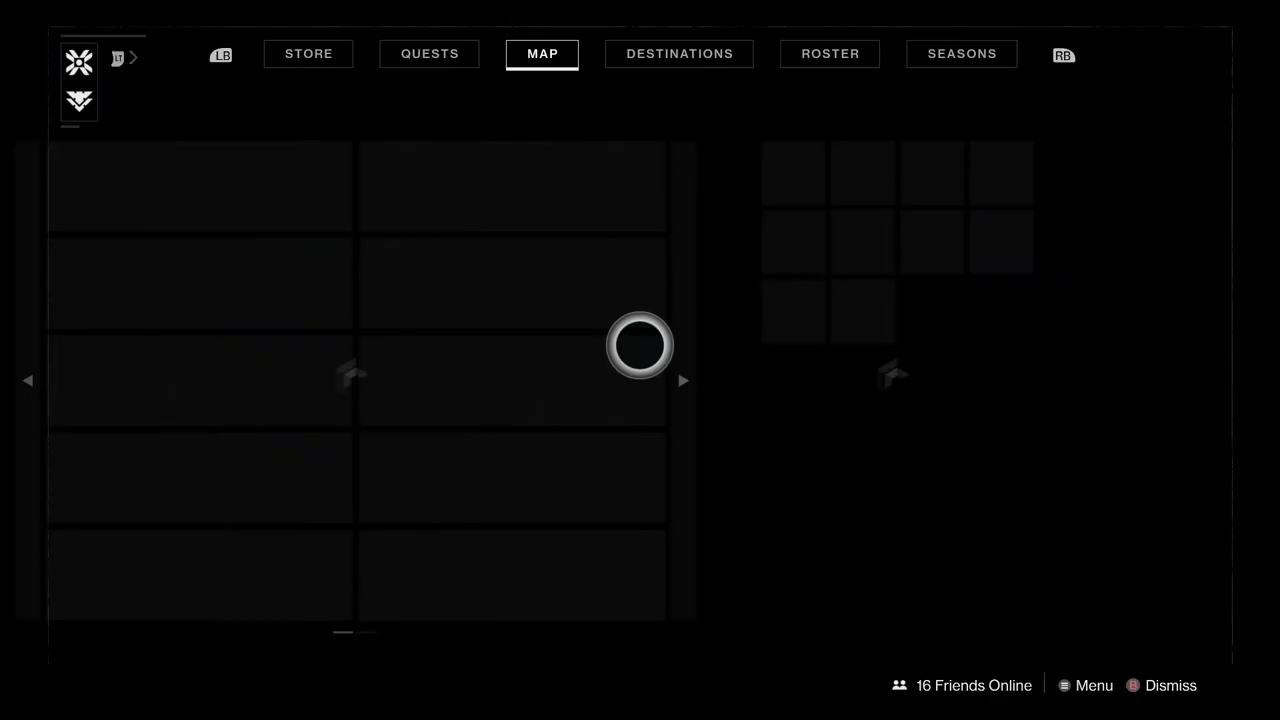 LT
LB
STORE
QUESTS
MAP
DESTINATIONS
ROSTER
SEASONS
RB
16 Friends Online
Menu
B Dismiss